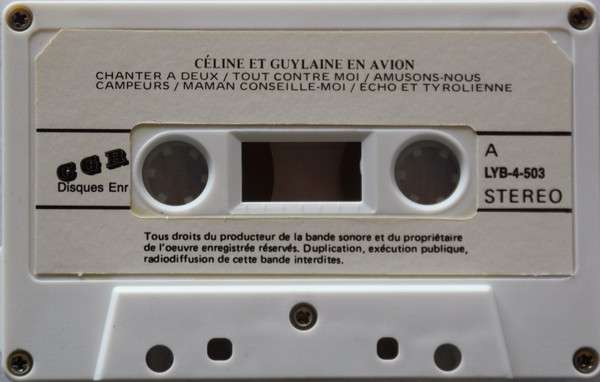 CÉLINE ET GUYLAINE EN AVION
CHANTER A DEUX / TOUT CONTRE MOI / AMUSONS-NOUS
CAMPEURS / MAMAN CONSEILLE-MOI / ÉCHO ET TYROLIENNE
CGR
Disques Enr
A
LYB-4-503
STEREO
Tous droits du producteur de la bande sonore et du propriétaire
de l'oeuvre enregistrée réservés. Duplication, exécution publique,
radiodiffusion de cette bande interdites.